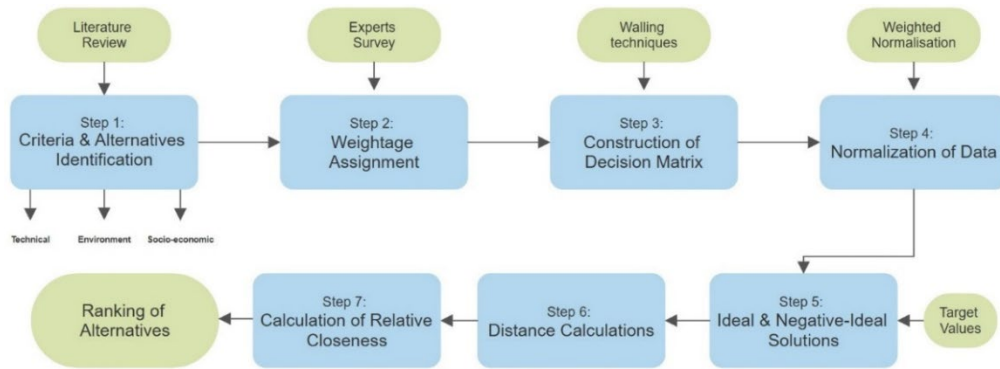 Literature
Review
Experts
Survey
Walling
techniques
Weighted
Normalisation
Step 1:
Criteria & Alternatives
Identification
Step 2:
Weightage
Assignment
Step 3:
Construction of
Decision Matrix
Step 4:
Normalization of Data
Technical
Environment
Socio-economic
Ranking of
Alternatives
Step 7:
Calculation of Relative
Closeness
Step 6:
Distance Calculations
Step 5:
Ideal & Negative-Ideal
Solutions
Target
Values